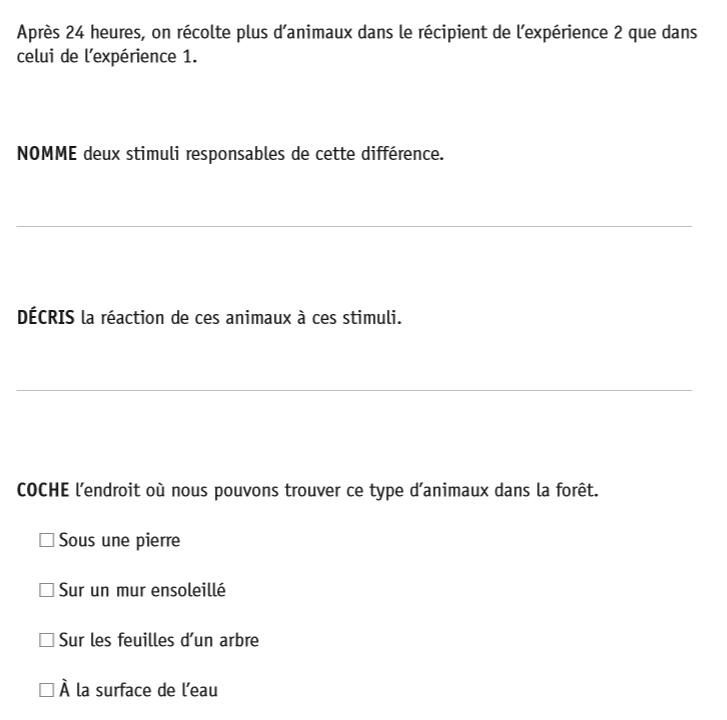 Après 24 heures, on récolte plus d’animaux dans le récipient de l’expérience 2 que dans
celui de l’expérience 1.
NOMME deux stimuli responsables de cette différence.
DÉCRIS la réaction de ces animaux à ces stimuli.
COCHE l’endroit où nous pouvons trouver ce type d’animaux dans la forêt.
Sous une pierre
Sur un mur ensoleillé
Sur les feuilles d’un arbre
À la surface de l’eau